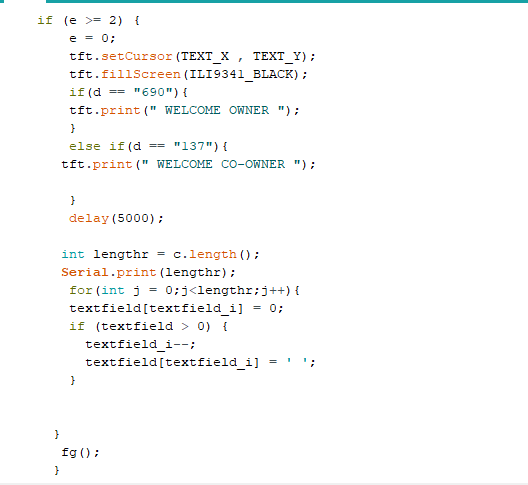 if (e >= 2) {
e = 0;
tft.setCursor(TEXT_X , TEXT_Y);
tft.fillScreen(ILI9341_BLACK);
if(d == "690"){
tft.print(" WELCOME OWNER ");
}
else if(d == "137"){
tft.print(" WELCOME CO-OWNER ");
}
delay(5000);
int lengthr = c.length();
Serial.print(lengthr);
for(int j = 0;j<lengthr;j++){
textfield[textfield_i] = 0;
if (textfield > 0) {
textfield_i--;
textfield[textfield_i] = ' ';
}
}
fg();
}